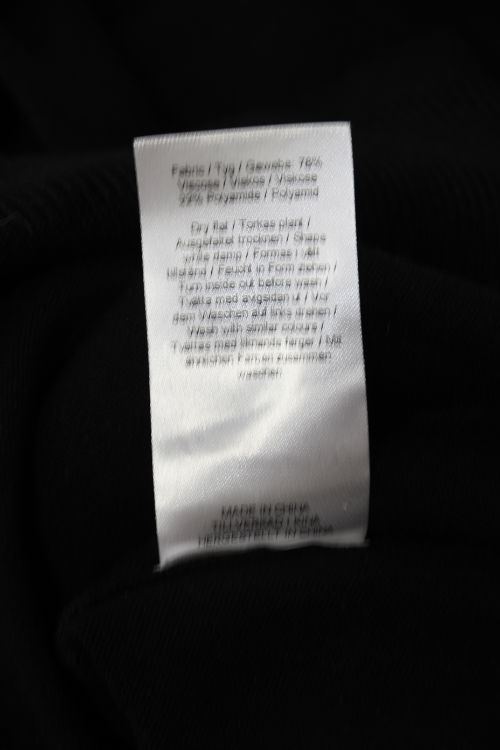 Fabric / Tyg / Gewebe: 78%
Viscose / Viskos / Viskose
22% Polyamide / Polyamid
Dry flat / Torkas plant /
Ausgefaltet trocknen / Shape
while damp / Formas i vått
tillstånd / Feucht in Form ziehen /
Turn inside out before wash /
Tvätta med avigsidan ut / Vor
dem Waschen auf links drehen /
Wash with similar colours /
Tvättas med liknande färger / Mit
ähnlichen Farben zusammen
waschen
MADE IN CHINA
TILLVERKAD I KINA
HERGESTELLT IN CHINA